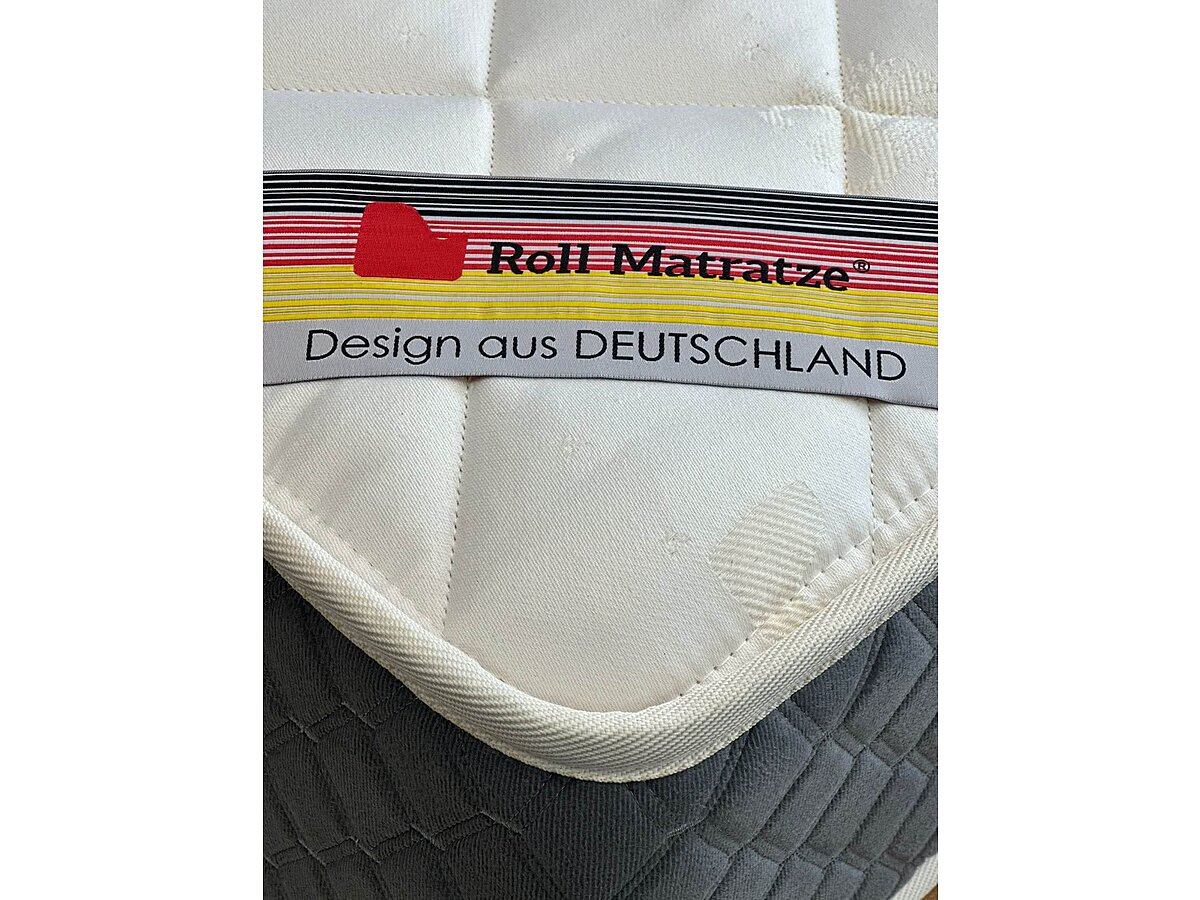 Roll Matratze®
Design aus DEUTSCHLAND